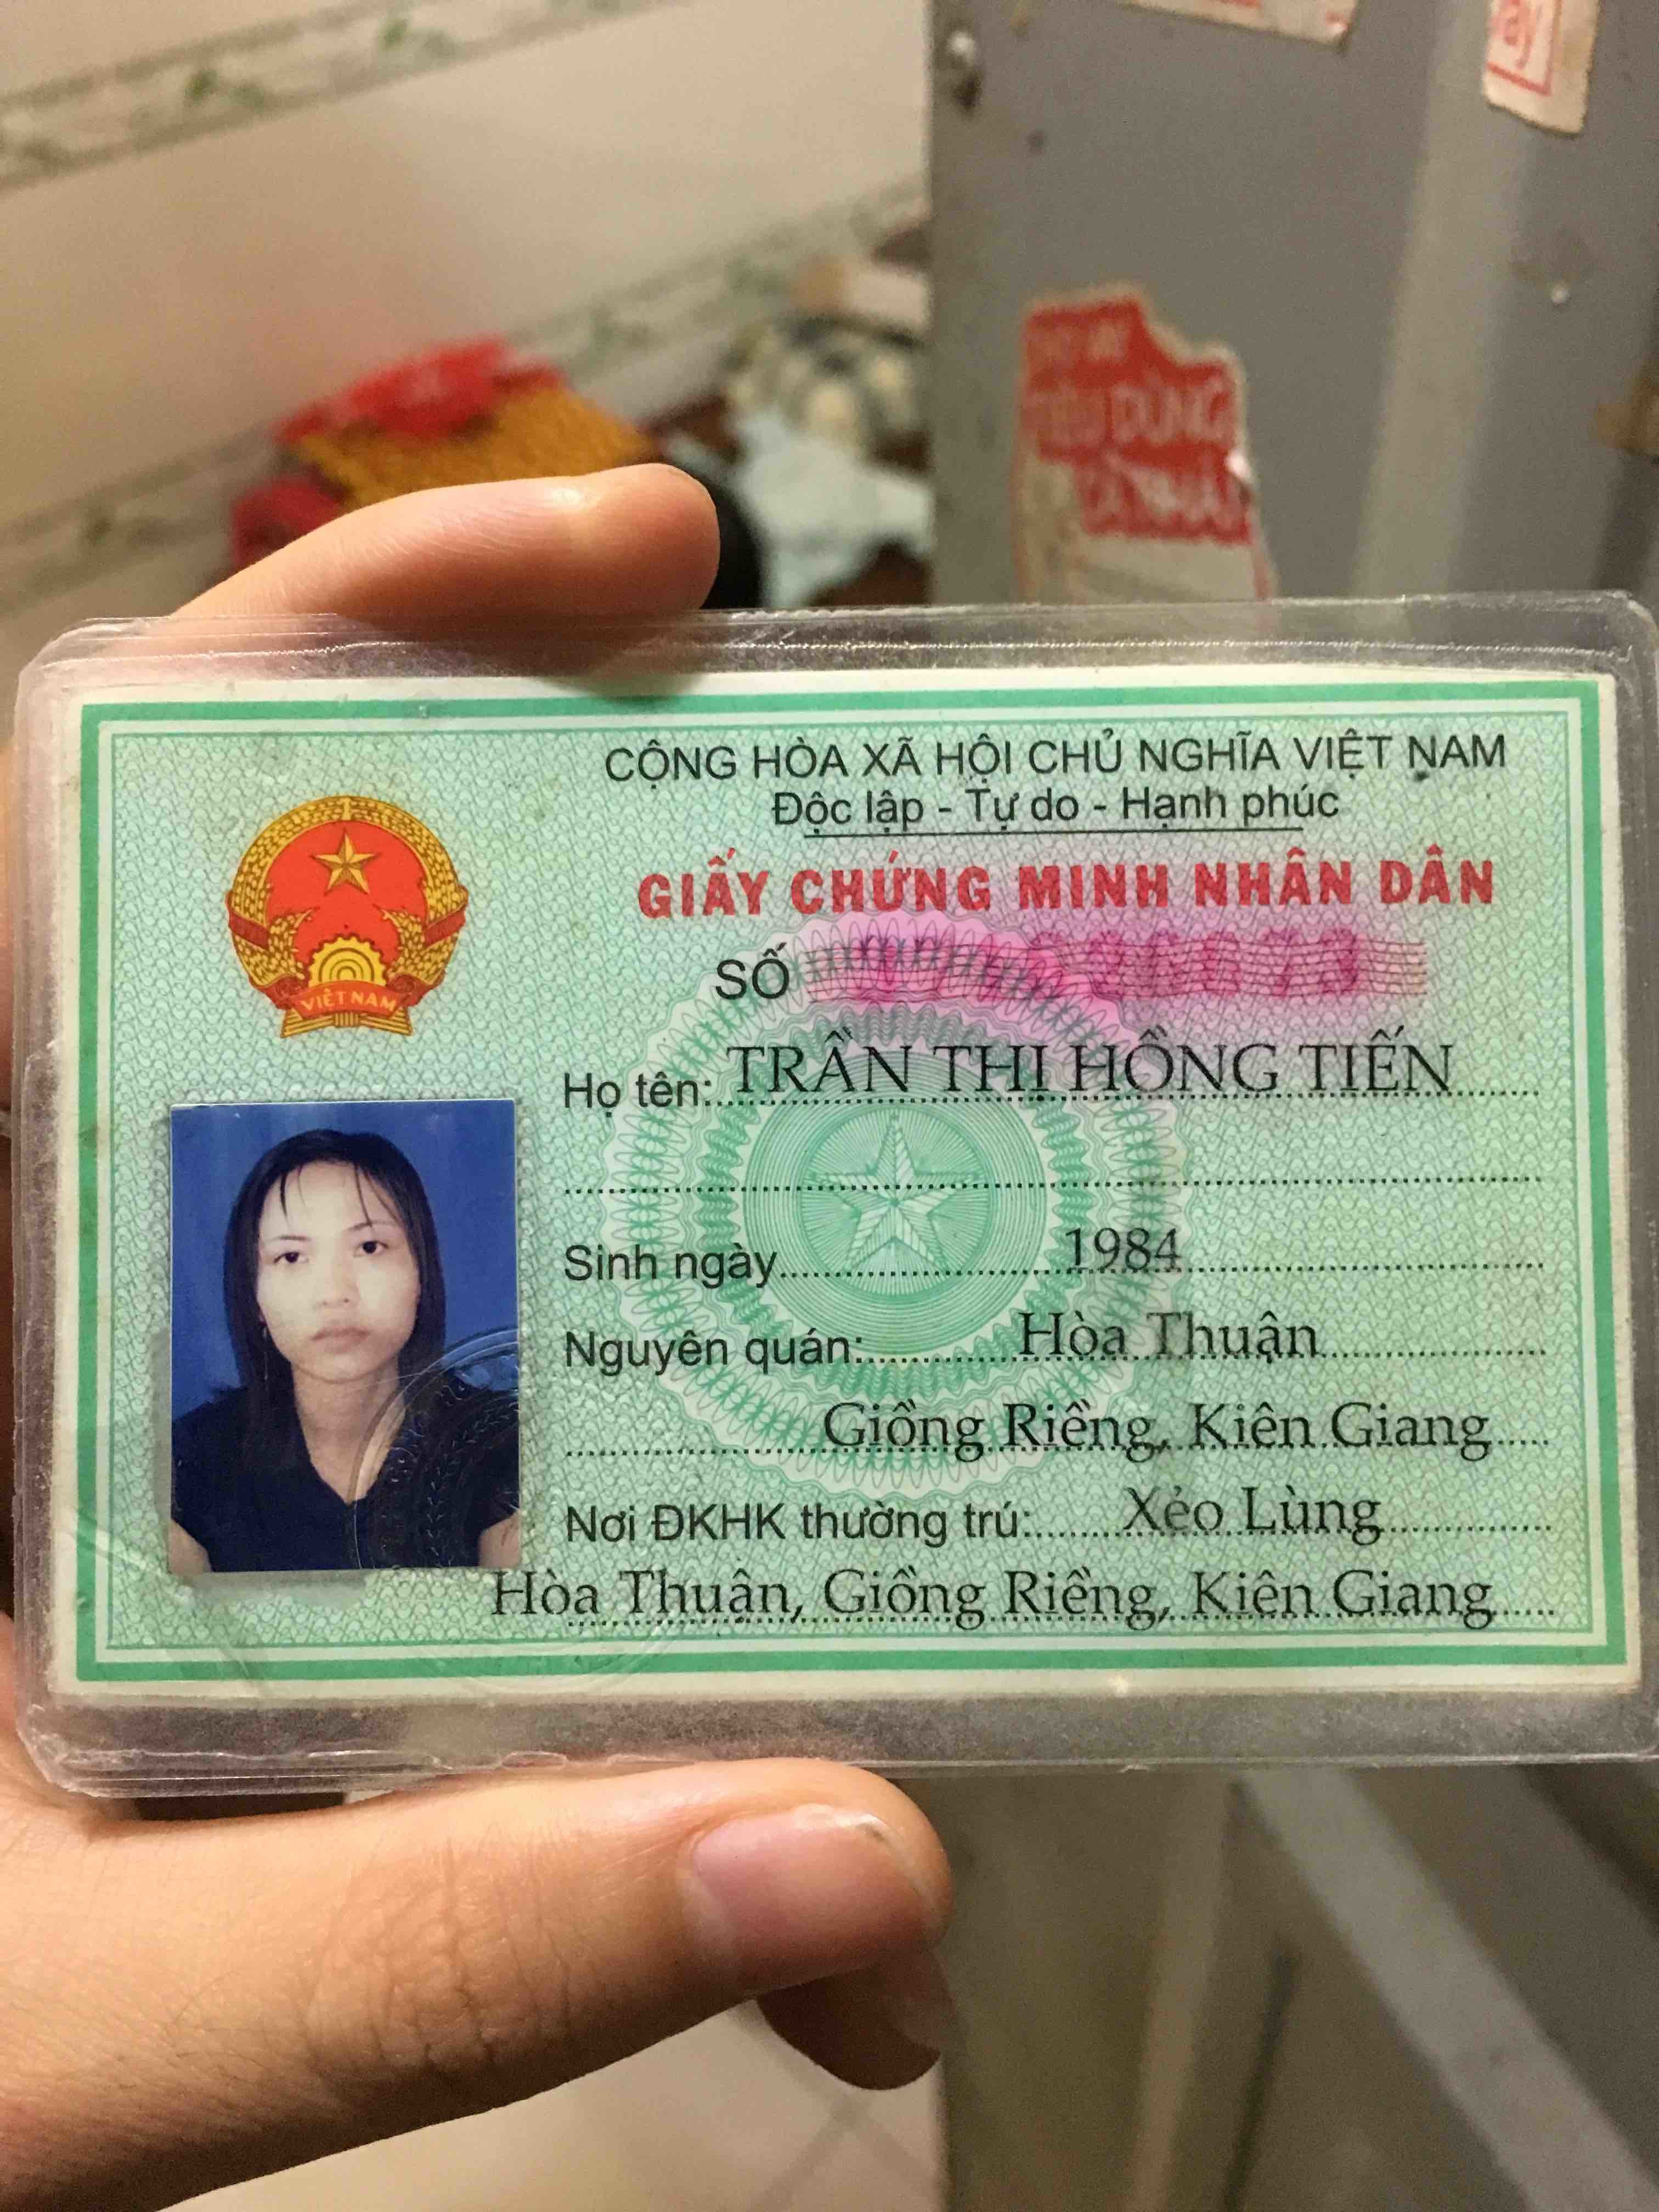 CỘNG HÒA XÃ HỘI CHỦ NGHĨA VIỆT NAM
Độc lập - Tự do - Hạnh phúc
GIẤY CHỨNG MINH NHÂN DÂN
SỐ
Họ tên: TRẦN THỊ HỒNG TIẾN
Sinh ngày 1984
Nguyên quán: Hòa Thuận
Giồng Riềng, Kiên Giang
Nơi ĐKHK thường trú: Xẻo Lùng
Hòa Thuận, Giồng Riềng, Kiên Giang
VIỆT NAM
TIÊU DÙNG